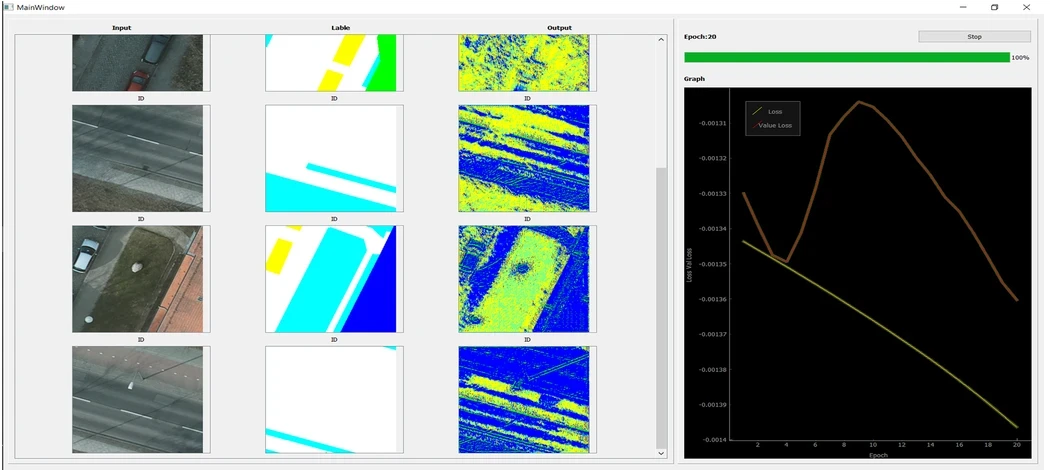 MainWindow
Input Lable Output
ID ID ID
ID ID ID
ID ID ID
Epoch:20 Stop
100%
Graph
Loss
Value Loss
-0.00131
-0.00132
-0.00133
-0.00134
-0.00135
-0.00136
-0.00137
-0.00138
-0.00139
-0.0014
Loss Val Loss
2 4 6 8 10 12 14 16 18 20
Epoch